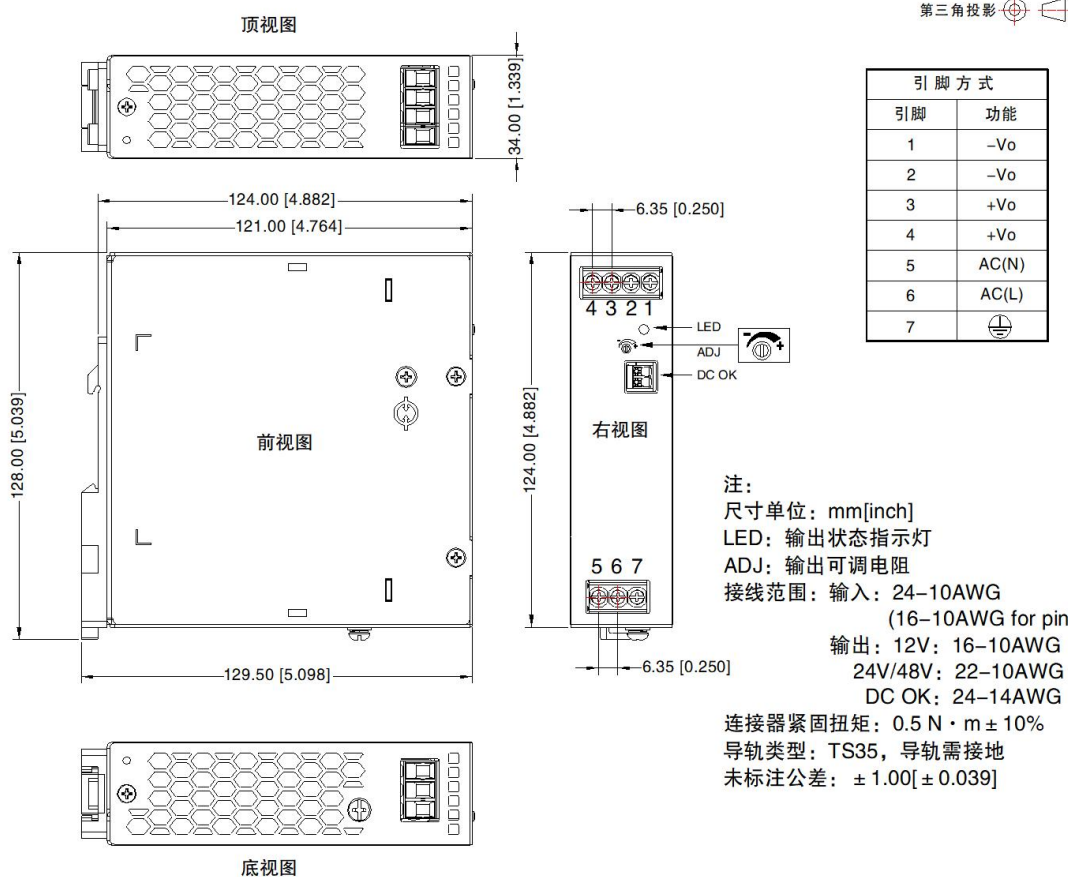 顶视图
第三角投影
34.00 [1.339]
引脚方式
引脚 功能
1 –Vo
2 –Vo
3 +Vo
4 +Vo
5 AC(N)
6 AC(L)
7
124.00 [4.882]
121.00 [4.764]
128.00 [5.039]
前视图
129.50 [5.098]
6.35 [0.250]
4 3 2 1
LED
ADJ
DC OK
- +
- +
124.00 [4.882]
右视图
5 6 7
6.35 [0.250]
注：
尺寸单位：mm[inch]
LED：输出状态指示灯
ADJ：输出可调电阻
接线范围：输入：24–10AWG
(16–10AWG for pin
输出：12V：16–10AWG
24V/48V：22–10AWG
DC OK：24–14AWG
连接器紧固扭矩：0.5 N·m±10%
导轨类型：TS35，导轨需接地
未标注公差：±1.00[±0.039]
底视图